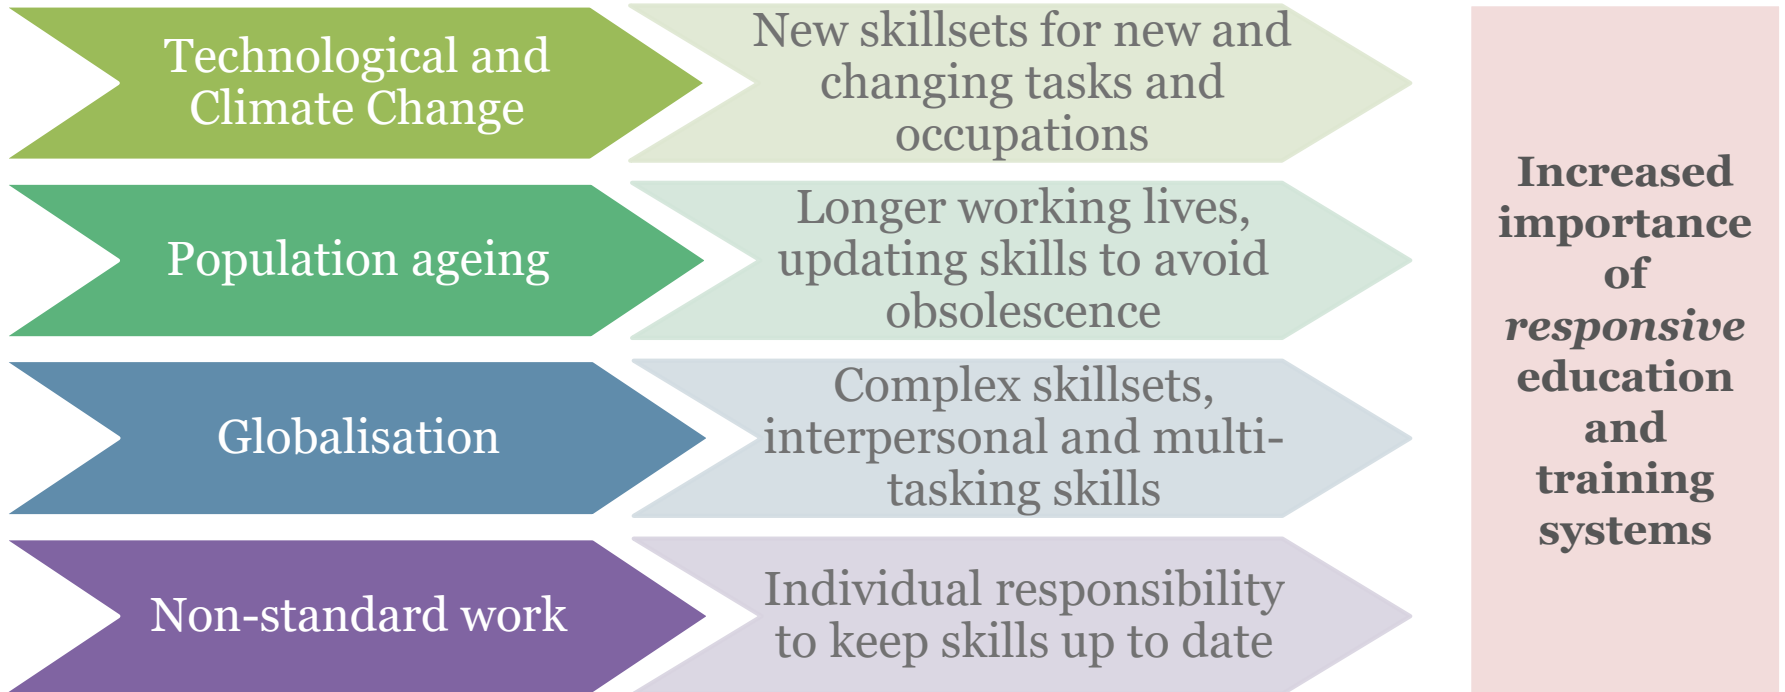 Technological and
Climate Change
New skillsets for new and
changing tasks and
occupations
Population ageing
Longer working lives,
updating skills to avoid
obsolescence
Globalisation
Complex skillsets,
interpersonal and multi-
tasking skills
Non-standard work
Individual responsibility
to keep skills up to date
Increased
importance
of
responsive
education
and
training
systems